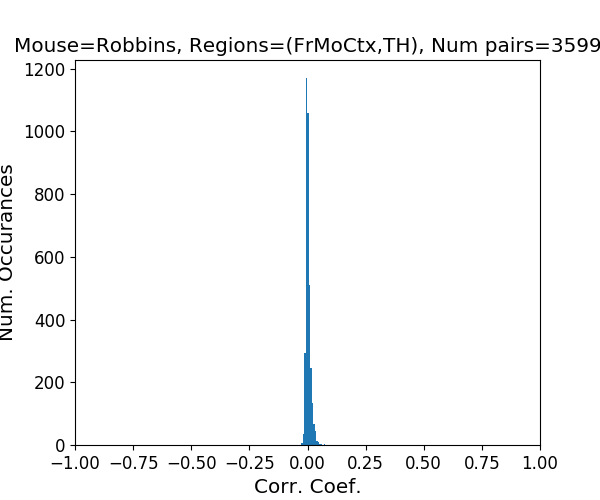 Mouse=Robbins, Regions=(FrMoCtx,TH), Num pairs=3599
1200
1000
800
600
400
200
0
Num. Occurances
−1.00 −0.75 −0.50 −0.25 0.00 0.25 0.50 0.75 1.00
Corr. Coef.